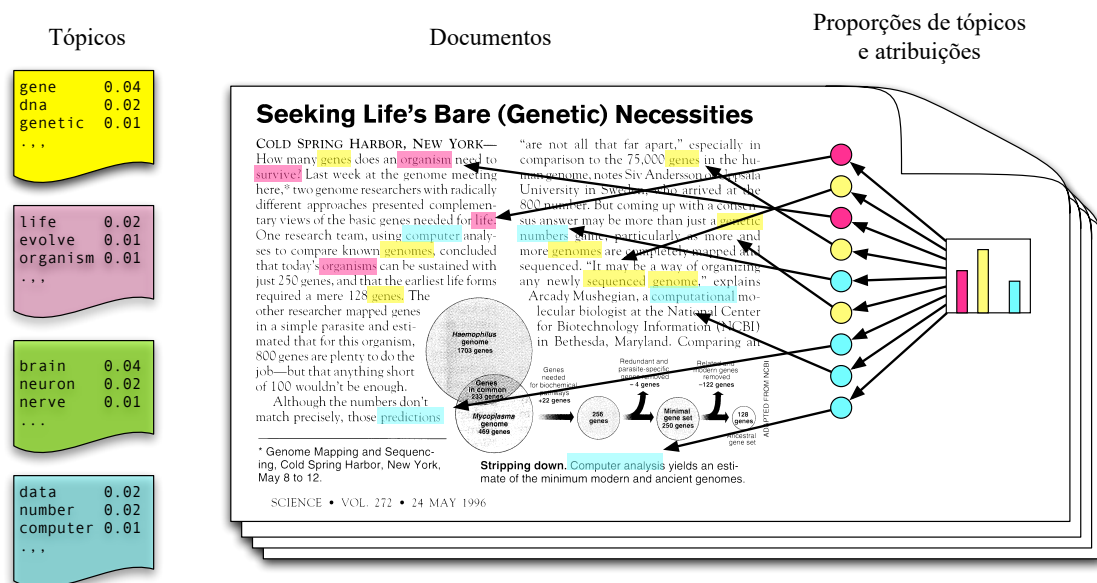 Tópicos
Documentos
Proporções de tópicos
e atribuições
gene 0.04
dna 0.02
genetic 0.01
.,,
life 0.02
evolve 0.01
organism 0.01
.,,
brain 0.04
neuron 0.02
nerve 0.01
...
data 0.02
number 0.02
computer 0.01
.,,
Seeking Life's Bare (Genetic) Necessities
COLD SPRING HARBOR, NEW YORK—
How many genes does an organism need to
survive? Last week at the genome meeting
here,* two genome researchers with radically
different approaches presented complemen-
tary views of the basic genes needed for life.
One research team, using computer analy-
ses to compare known genomes, concluded
that today's organisms can be sustained with
just 250 genes, and that the earliest life forms
required a mere 128 genes. The
other researcher mapped genes
in a simple parasite and esti-
mated that for this organism,
800 genes are plenty to do the
job—but that anything short
of 100 wouldn't be enough.
Although the numbers don't
match precisely, those predictions
* Genome Mapping and Sequenc-
ing, Cold Spring Harbor, New York,
May 8 to 12.
"are not all that far apart," especially in
comparison to the 75,000 genes in the hu-
man genome, notes Siv Andersson of Uppsala
University in Sweden, who arrived at the
800 number. But coming up with a consen-
sus answer may be more than just a genetic
numbers game, particularly as more and
more genomes are completely mapped and
sequenced. "It may be a way of organizing
any newly sequenced genome," explains
Arcady Mushegian, a computational mo-
lecular biologist at the National Center
for Biotechnology Information (NCBI)
in Bethesda, Maryland. Comparing an
Haemophilus
genome
1703 genes
Genes
in common
233 genes
Mycoplasma
genome
469 genes
Genes
needed
for biochemical
pathways
+22 genes
256
genes
Redundant and
parasite-specific
genes removed
– 4 genes
Minimal
gene set
250 genes
Related and
modern genes
removed
–122 genes
128
genes
Ancestral
gene set
ADAPTED FROM NCBI
Stripping down. Computer analysis yields an esti-
mate of the minimum modern and ancient genomes.
SCIENCE • VOL. 272 • 24 MAY 1996